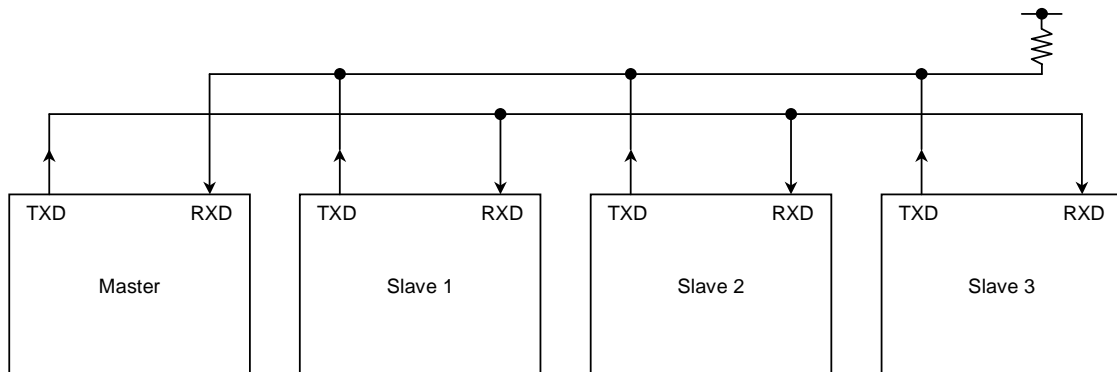 TXD RXD TXD RXD TXD RXD TXD RXD
Master Slave 1 Slave 2 Slave 3